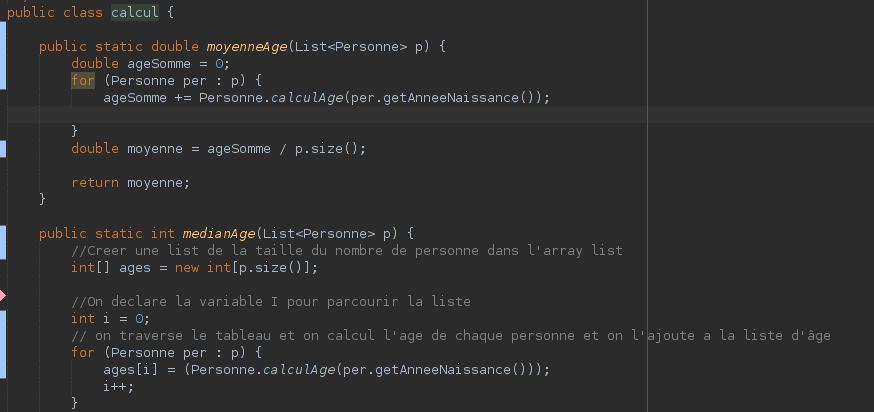 public class calcul {
public static double moyenneAge(List<Personne> p) {
double ageSomme = 0;
for (Personne per : p) {
ageSomme += Personne.calculAge(per.getAnneeNaissance());
}
double moyenne = ageSomme / p.size();
return moyenne;
}
public static int medianAge(List<Personne> p) {
//Creer une list de la taille du nombre de personne dans l'array list
int[] ages = new int[p.size()];
//On declare la variable I pour parcourir la liste
int i = 0;
// on traverse le tableau et on calcul l'age de chaque personne et on l'ajoute a la liste d'âge
for (Personne per : p) {
ages[i] = (Personne.calculAge(per.getAnneeNaissance()));
i++;
}